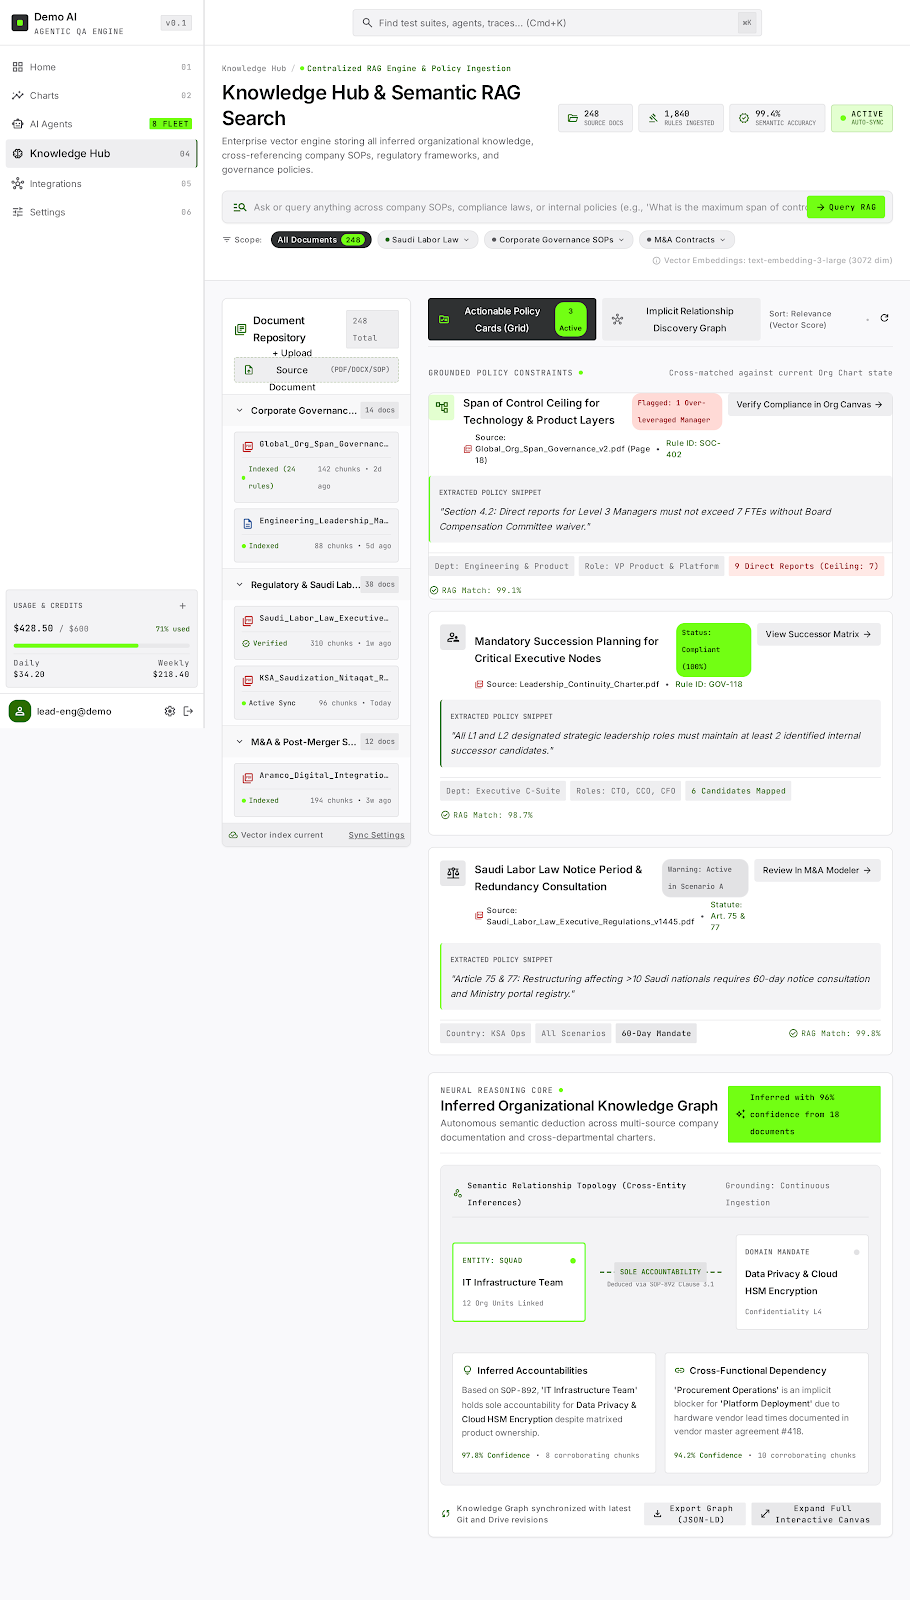 Demo AI
AGENTIC QA ENGINE
v0.1
Find test suites, agents, traces... (Cmd+K)
⌘K
Home 01
Charts 02
AI Agents 8 FLEET
Knowledge Hub 04
Integrations 05
Settings 06
USAGE & CREDITS +
$428.50 / $600 71% used
Daily Weekly
$34.20 $218.40
lead-eng@demo
Knowledge Hub / Centralized RAG Engine & Policy Ingestion
Knowledge Hub & Semantic RAG
Search
Enterprise vector engine storing all inferred organizational knowledge,
cross-referencing company SOPs, regulatory frameworks, and
governance policies.
248
SOURCE DOCS
1,840
RULES INGESTED
99.4%
SEMANTIC ACCURACY
ACTIVE
AUTO-SYNC
Ask or query anything across company SOPs, compliance laws, or internal policies (e.g., 'What is the maximum span of contro
Query RAG
Scope:
All Documents 248
Saudi Labor Law
Corporate Governance SOPs
M&A Contracts
Vector Embeddings: text-embedding-3-large (3072 dim)
Document
Repository
248
Total
+ Upload
Source
Document
(PDF/DOCX/SOP)
Corporate Governanc... 14 docs
Global_Org_Span_Governanc…
Indexed (24
rules)
142 chunks • 2d
ago
Engineering_Leadership_Ma…
Indexed 88 chunks • 5d ago
Regulatory & Saudi Lab... 38 docs
Saudi_Labor_Law_Executive…
Verified 310 chunks • 1w ago
KSA_Saudization_Nitaqat_R…
Active Sync 96 chunks • Today
M&A & Post-Merger S... 12 docs
Aramco_Digital_Integratio…
Indexed 194 chunks • 3w ago
Vector index current Sync Settings
Actionable Policy
Cards (Grid)
3
Active
Implicit Relationship
Discovery Graph
Sort: Relevance
(Vector Score)
GROUNDED POLICY CONSTRAINTS
Cross-matched against current Org Chart state
Span of Control Ceiling for
Technology & Product Layers
Flagged: 1 Over-
leveraged Manager
Verify Compliance in Org Canvas →
Source:
Global_Org_Span_Governance_v2.pdf (Page
18)
• Rule ID: SOC-
402
EXTRACTED POLICY SNIPPET
"Section 4.2: Direct reports for Level 3 Managers must not exceed 7 FTEs without Board
Compensation Committee waiver."
Dept: Engineering & Product
Role: VP Product & Platform
9 Direct Reports (Ceiling: 7)
RAG Match: 99.1%
Mandatory Succession Planning for
Critical Executive Nodes
Status:
Compliant
(100%)
View Successor Matrix →
Source: Leadership_Continuity_Charter.pdf • Rule ID: GOV-118
EXTRACTED POLICY SNIPPET
"All L1 and L2 designated strategic leadership roles must maintain at least 2 identified internal
successor candidates."
Dept: Executive C-Suite
Roles: CTO, CCO, CFO
6 Candidates Mapped
RAG Match: 98.7%
Saudi Labor Law Notice Period &
Redundancy Consultation
Warning: Active
in Scenario A
Review In M&A Modeler →
Source:
Saudi_Labor_Law_Executive_Regulations_v1445.pdf
• Statute:
Art. 75 &
77
EXTRACTED POLICY SNIPPET
"Article 75 & 77: Restructuring affecting >10 Saudi nationals requires 60-day notice consultation
and Ministry portal registry."
Country: KSA Ops
All Scenarios
60-Day Mandate
RAG Match: 99.8%
NEURAL REASONING CORE
Inferred Organizational Knowledge Graph
Autonomous semantic deduction across multi-source company
documentation and cross-departmental charters.
Inferred with 96%
confidence from 18
documents
Semantic Relationship Topology (Cross-Entity
Inferences)
Grounding: Continuous
Ingestion
ENTITY: SQUAD
IT Infrastructure Team
12 Org Units Linked
SOLE ACCOUNTABILITY
Deduced via SOP-892 Clause 3.1
DOMAIN MANDATE
Data Privacy & Cloud
HSM Encryption
Confidentiality L4
Inferred Accountabilities
Based on SOP-892, 'IT Infrastructure Team'
holds sole accountability for Data Privacy &
Cloud HSM Encryption despite matrixed
product ownership.
97.8% Confidence • 8 corroborating chunks
Cross-Functional Dependency
'Procurement Operations' is an implicit
blocker for 'Platform Deployment' due to
hardware vendor lead times documented in
vendor master agreement #418.
94.2% Confidence • 10 corroborating chunks
Knowledge Graph synchronized with latest
Git and Drive revisions
Export Graph
(JSON-LD)
Expand Full
Interactive Canvas